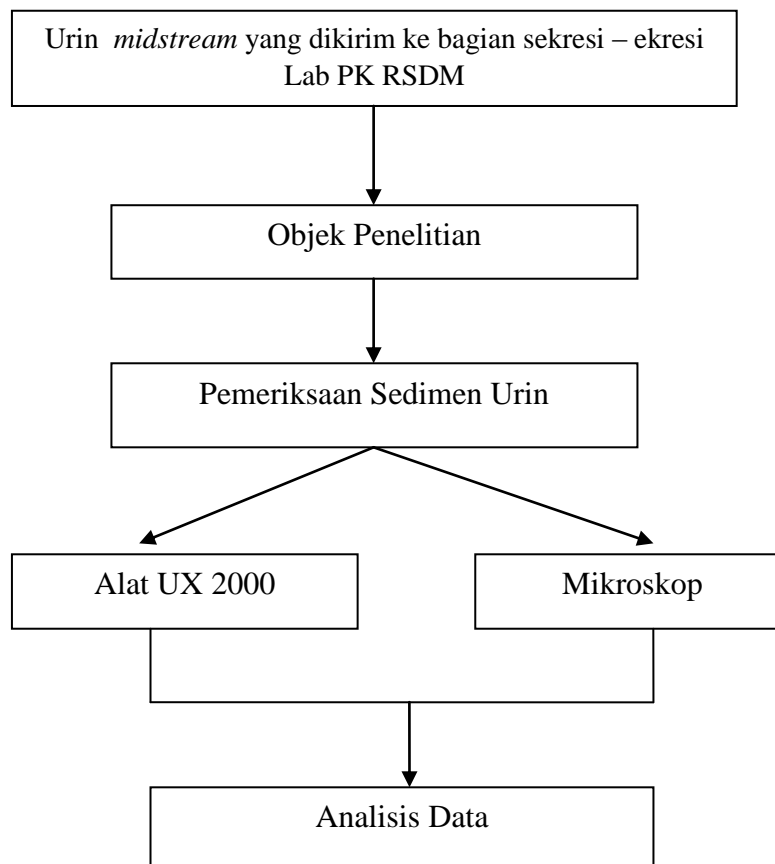 Urin midstream yang dikirim ke bagian sekresi – ekresi
Lab PK RSDM
Objek Penelitian
Pemeriksaan Sedimen Urin
Alat UX 2000
Mikroskop
Analisis Data